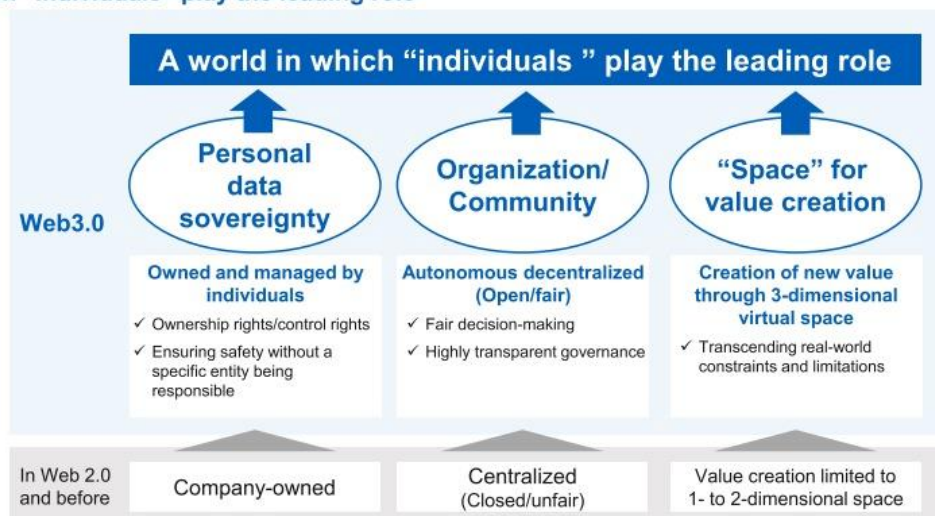 A world in which “individuals ” play the leading role
Web3.0
Personal
data
sovereignty
Organization/
Community
“Space” for
value creation
Owned and managed by
individuals
✓ Ownership rights/control rights
✓ Ensuring safety without a
specific entity being
responsible
Autonomous decentralized
(Open/fair)
✓ Fair decision-making
✓ Highly transparent governance
Creation of new value
through 3-dimensional
virtual space
✓ Transcending real-world
constraints and limitations
In Web 2.0
and before
Company-owned
Centralized
(Closed/unfair)
Value creation limited to
1- to 2-dimensional space